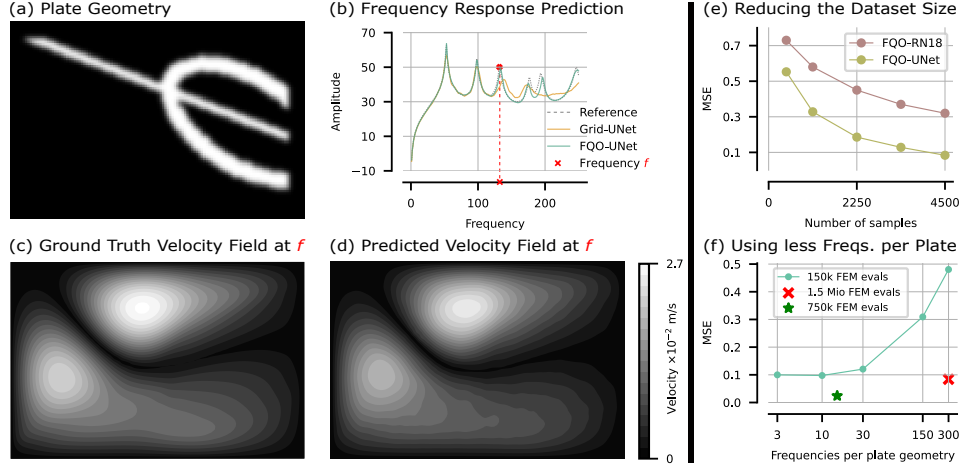 (a) Plate Geometry
(b) Frequency Response Prediction
70
50
30
10
−10
Amplitude
Reference
Grid-UNet
FQO-UNet
Frequency f
0
100
200
Frequency
(c) Ground Truth Velocity Field at f
(d) Predicted Velocity Field at f
2.7
0
Velocity ×10⁻² m/s
(e) Reducing the Dataset Size
0.7
0.5
0.3
0.1
MSE
FQO-RN18
FQO-UNet
0
2250
4500
Number of samples
(f) Using less Freqs. per Plate
0.5
0.4
0.3
0.2
0.1
0.0
MSE
150k FEM evals
1.5 Mio FEM evals
750k FEM evals
3
10
30
150
300
Frequencies per plate geometry